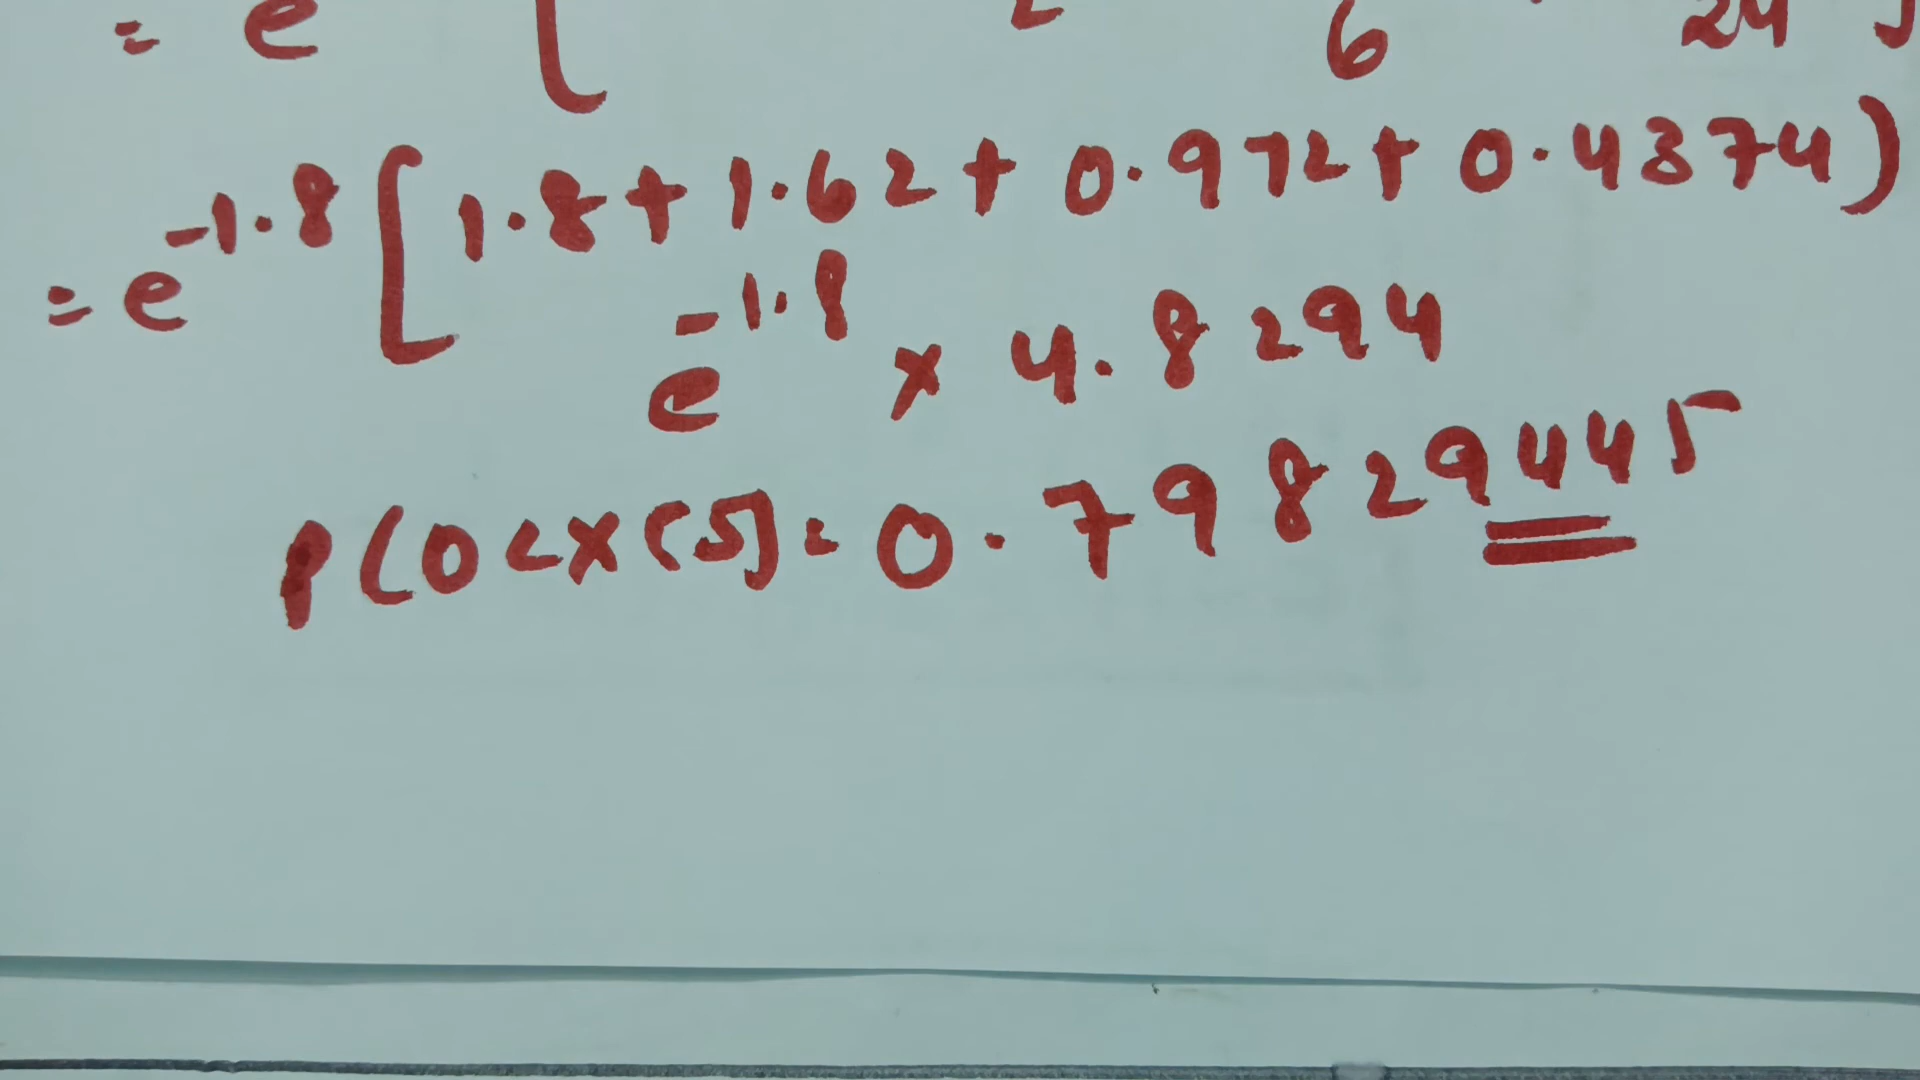 = e [ 2 6 24 ]
= e^-1.8 [1.8 + 1.62 + 0.972 + 0.4374)
e^-1.8 x 4.8294
P(0<x<5) = 0.79829445